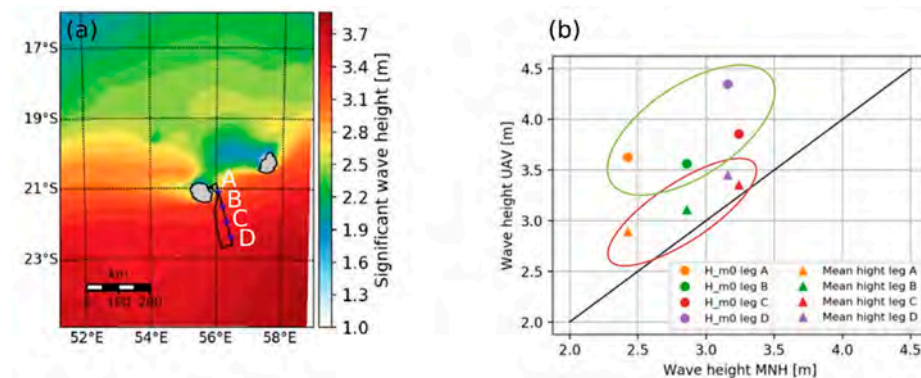 (a)
17°S
19°S
21°S
23°S
52°E 54°E 56°E 58°E
km
0 100 200
A
B
C
D
3.7
3.4
3.1
2.8
2.5
2.2
1.9
1.6
1.3
1.0
Significant wave height [m]
(b)
4.5
4.0
3.5
3.0
2.5
2.0
Wave height UAV [m]
H_m0 leg A
H_m0 leg B
H_m0 leg C
H_m0 leg D
Mean hight leg A
Mean hight leg B
Mean hight leg C
Mean hight leg D
2.0 2.5 3.0 3.5 4.0 4.5
Wave height MNH [m]